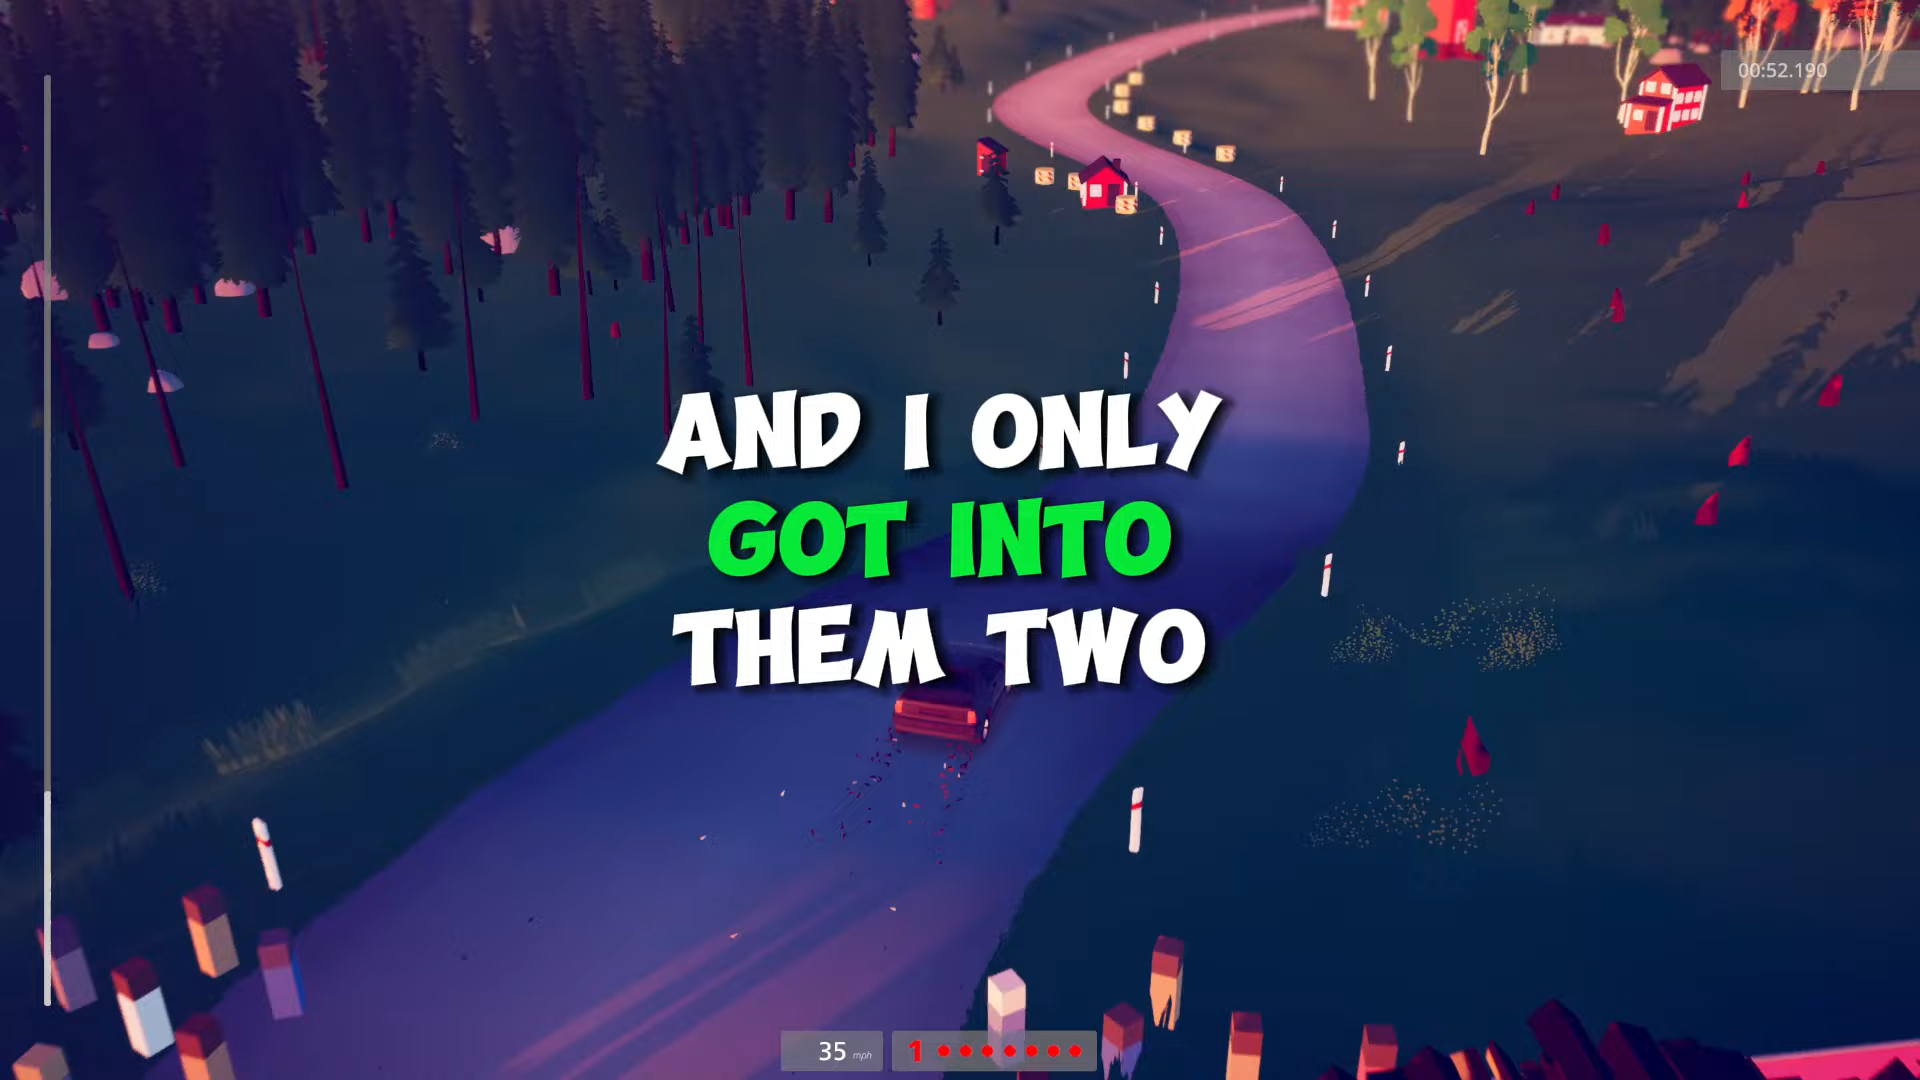 00:52.190
AND I ONLY
GOT INTO
THEM TWO
35 mph
1